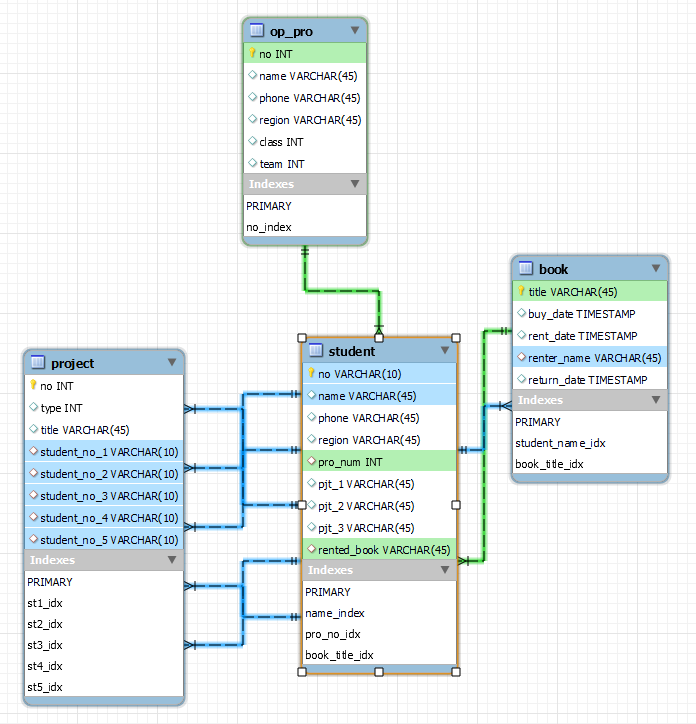 op_pro
no INT
name VARCHAR(45)
phone VARCHAR(45)
region VARCHAR(45)
class INT
team INT
Indexes
PRIMARY
no_index
book
title VARCHAR(45)
buy_date TIMESTAMP
rent_date TIMESTAMP
renter_name VARCHAR(45)
return_date TIMESTAMP
Indexes
PRIMARY
student_name_idx
book_title_idx
project
no INT
type INT
title VARCHAR(45)
student_no_1 VARCHAR(10)
student_no_2 VARCHAR(10)
student_no_3 VARCHAR(10)
student_no_4 VARCHAR(10)
student_no_5 VARCHAR(10)
Indexes
PRIMARY
st1_idx
st2_idx
st3_idx
st4_idx
st5_idx
student
no VARCHAR(10)
name VARCHAR(45)
phone VARCHAR(45)
region VARCHAR(45)
pro_num INT
pjt_1 VARCHAR(45)
pjt_2 VARCHAR(45)
pjt_3 VARCHAR(45)
rented_book VARCHAR(45)
Indexes
PRIMARY
name_index
pro_no_idx
book_title_idx